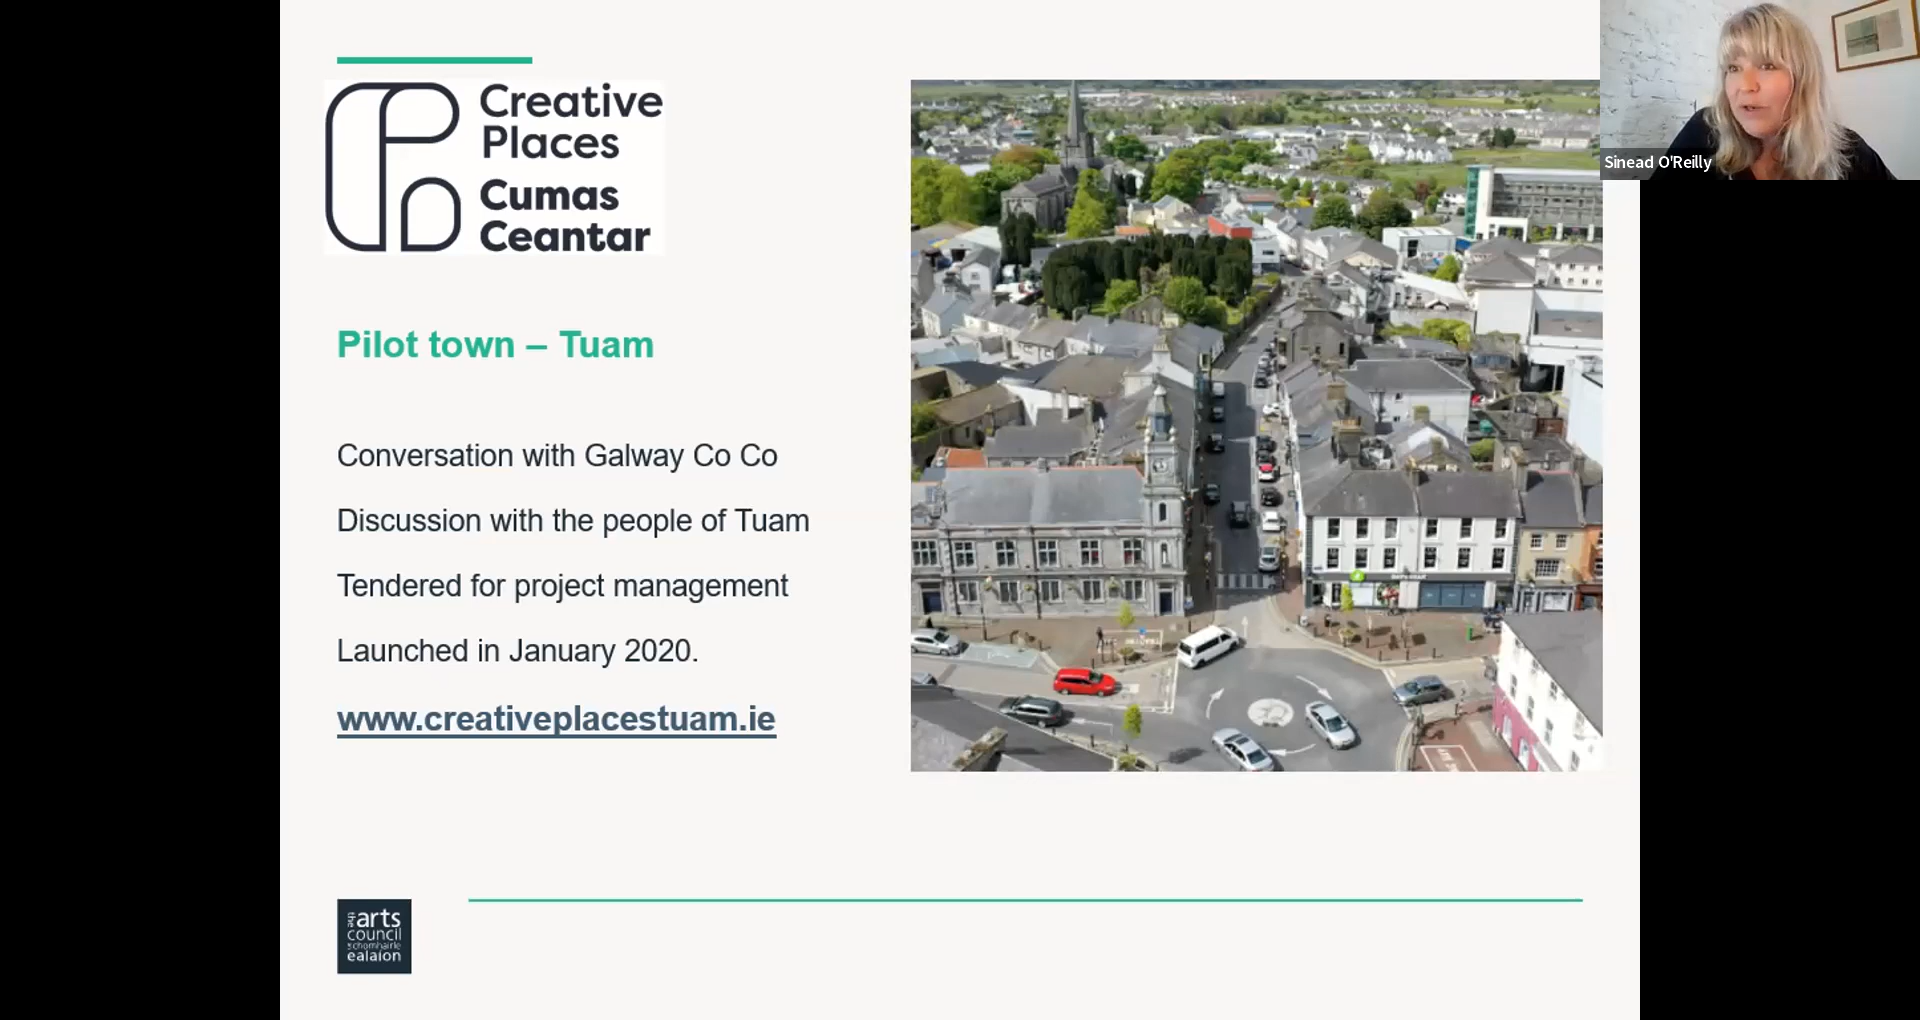 Creative
Places
Cumas
Ceantar
Sinead O'Reilly
Pilot town – Tuam
Conversation with Galway Co Co
Discussion with the people of Tuam
Tendered for project management
Launched in January 2020.
www.creativeplacestuam.ie
the arts
council
chomhairle
ealaíon